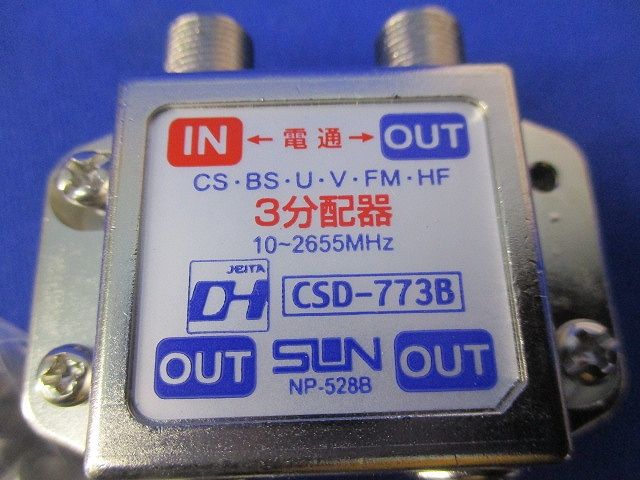 IN ←電通→ OUT
CS・BS・U・V・FM・HF
3分配器
10~2655MHz
JEITA
DH
CSD-773B
OUT SUN OUT
NP-528B